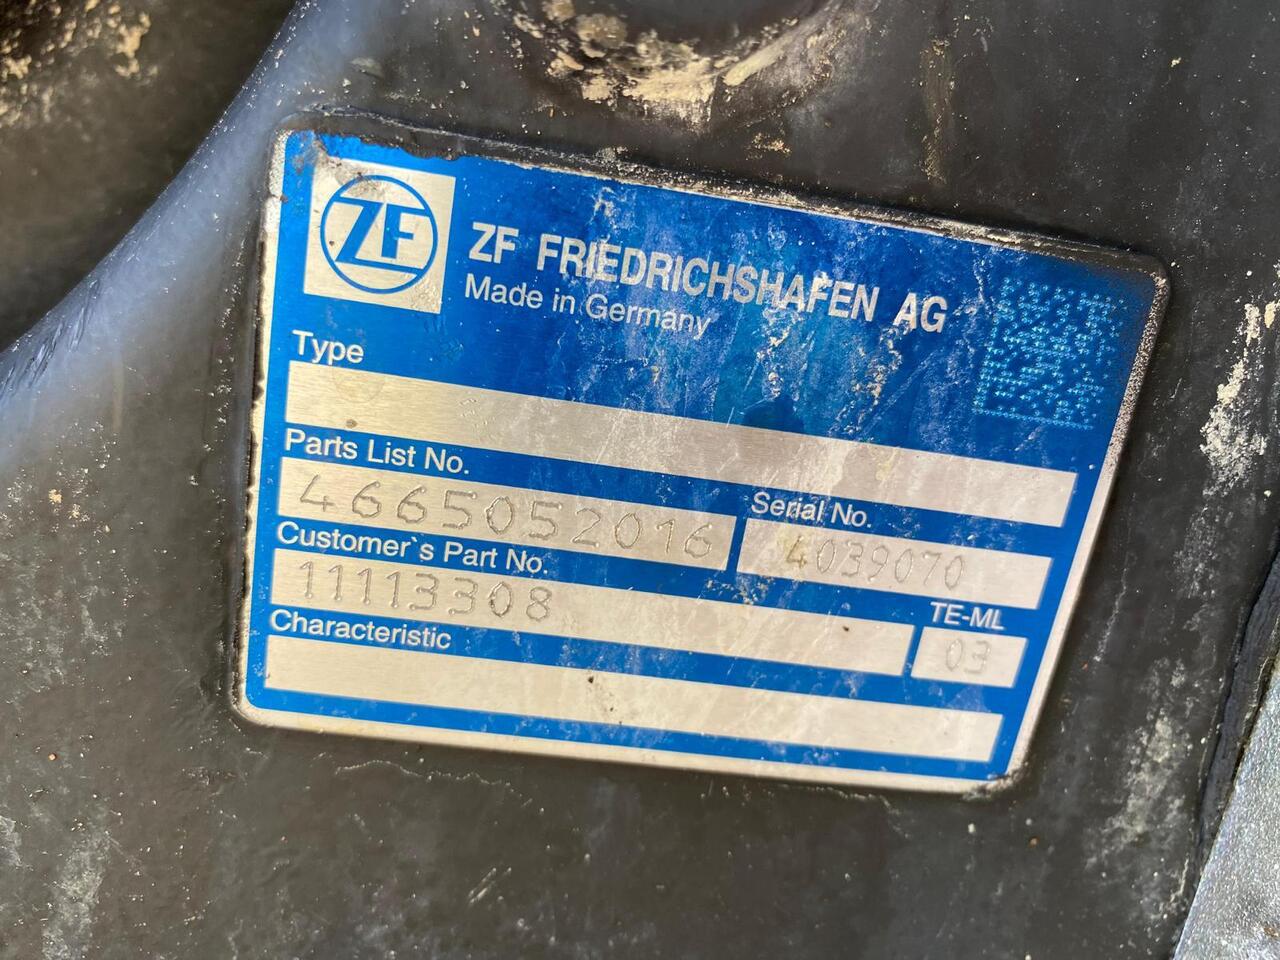 ZF
ZF FRIEDRICHSHAFEN AG
Made in Germany
Type
Parts List No.
Serial No.
4665052016
4039070
Customer`s Part No.
TE-ML
11113308
03
Characteristic